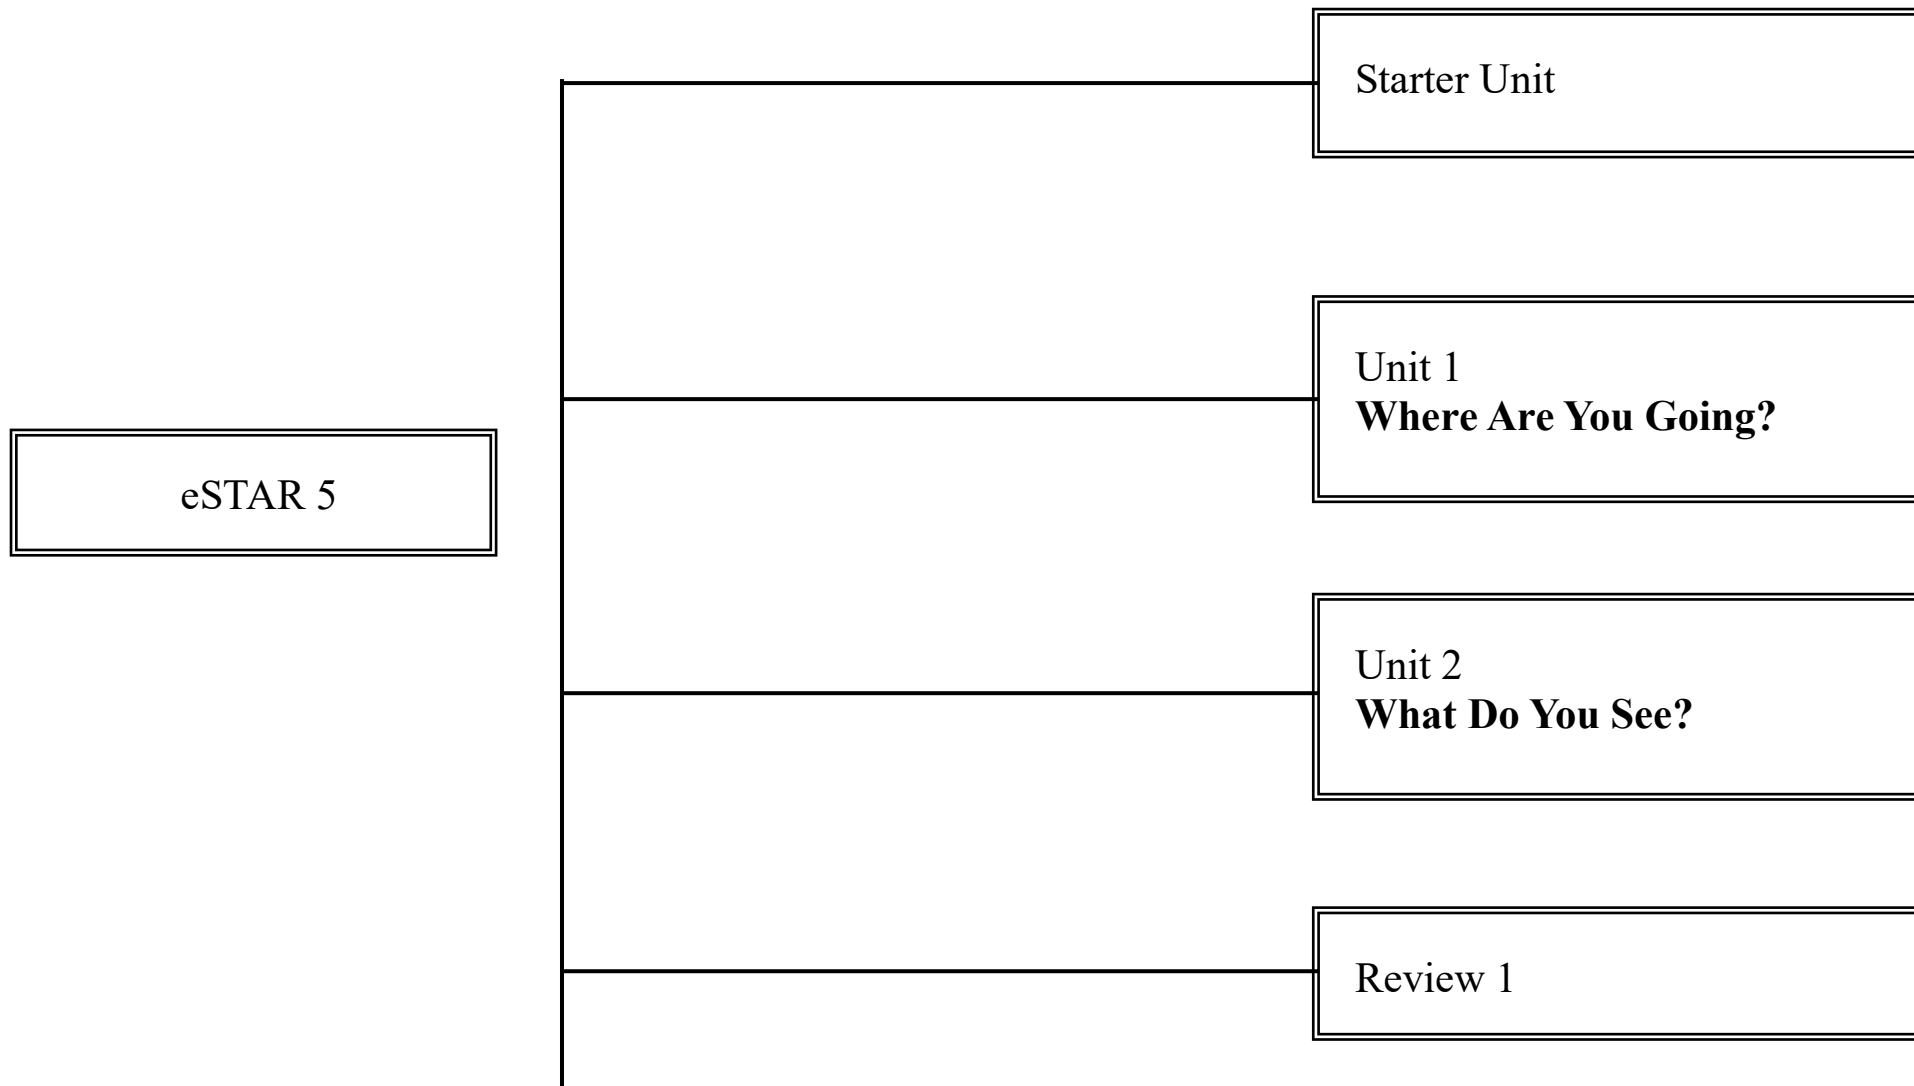 eSTAR 5
Starter Unit
Unit 1
Where Are You Going?
Unit 2
What Do You See?
Review 1